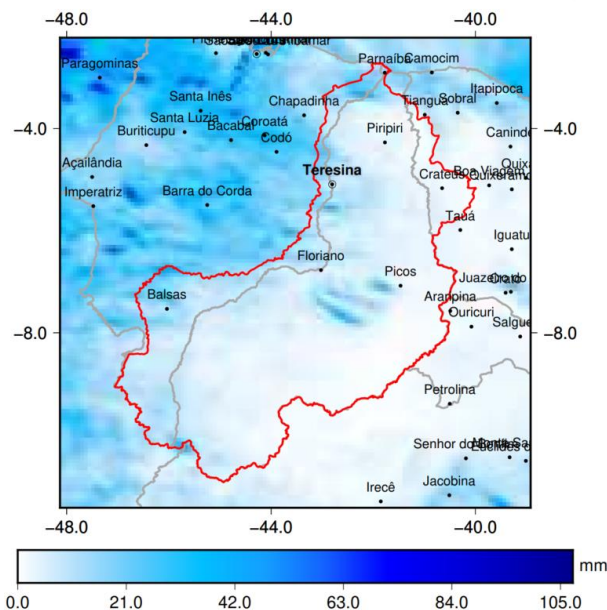 −48.0 −44.0 −40.0
Parnaíba Camocim
Paragominas
Itapipoca
Santa Inês Chapadinha Tianguá Sobral
−4.0 −4.0
Santa Luzia Coroatá
Buriticupu Bacabal Piripiri
Codó
Açailândia Teresina Boa Viagem
Imperatriz Barra do Corda
Tauá
Iguatu
Floriano
Picos
Balsas Araripina
Ouricuri
−8.0 −8.0
Petrolina
Senhor do
Irecê Jacobina
−48.0 −44.0 −40.0
mm
0.0 21.0 42.0 63.0 84.0 105.0